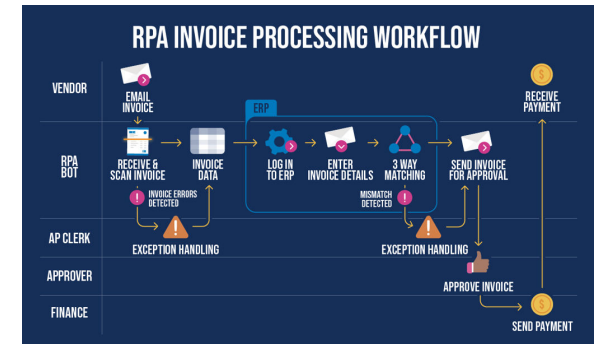 RPA INVOICE PROCESSING WORKFLOW
VENDOR
EMAIL
INVOICE
RECEIVE
PAYMENT
ERP
RPA
BOT
RECEIVE &
SCAN INVOICE
INVOICE
DATA
LOG IN
TO ERP
ENTER
INVOICE DETAILS
3 WAY
MATCHING
SEND INVOICE
FOR APPROVAL
INVOICE ERRORS
DETECTED
MISMATCH
DETECTED
AP CLERK
EXCEPTION HANDLING
EXCEPTION HANDLING
APPROVER
APPROVE INVOICE
FINANCE
SEND PAYMENT